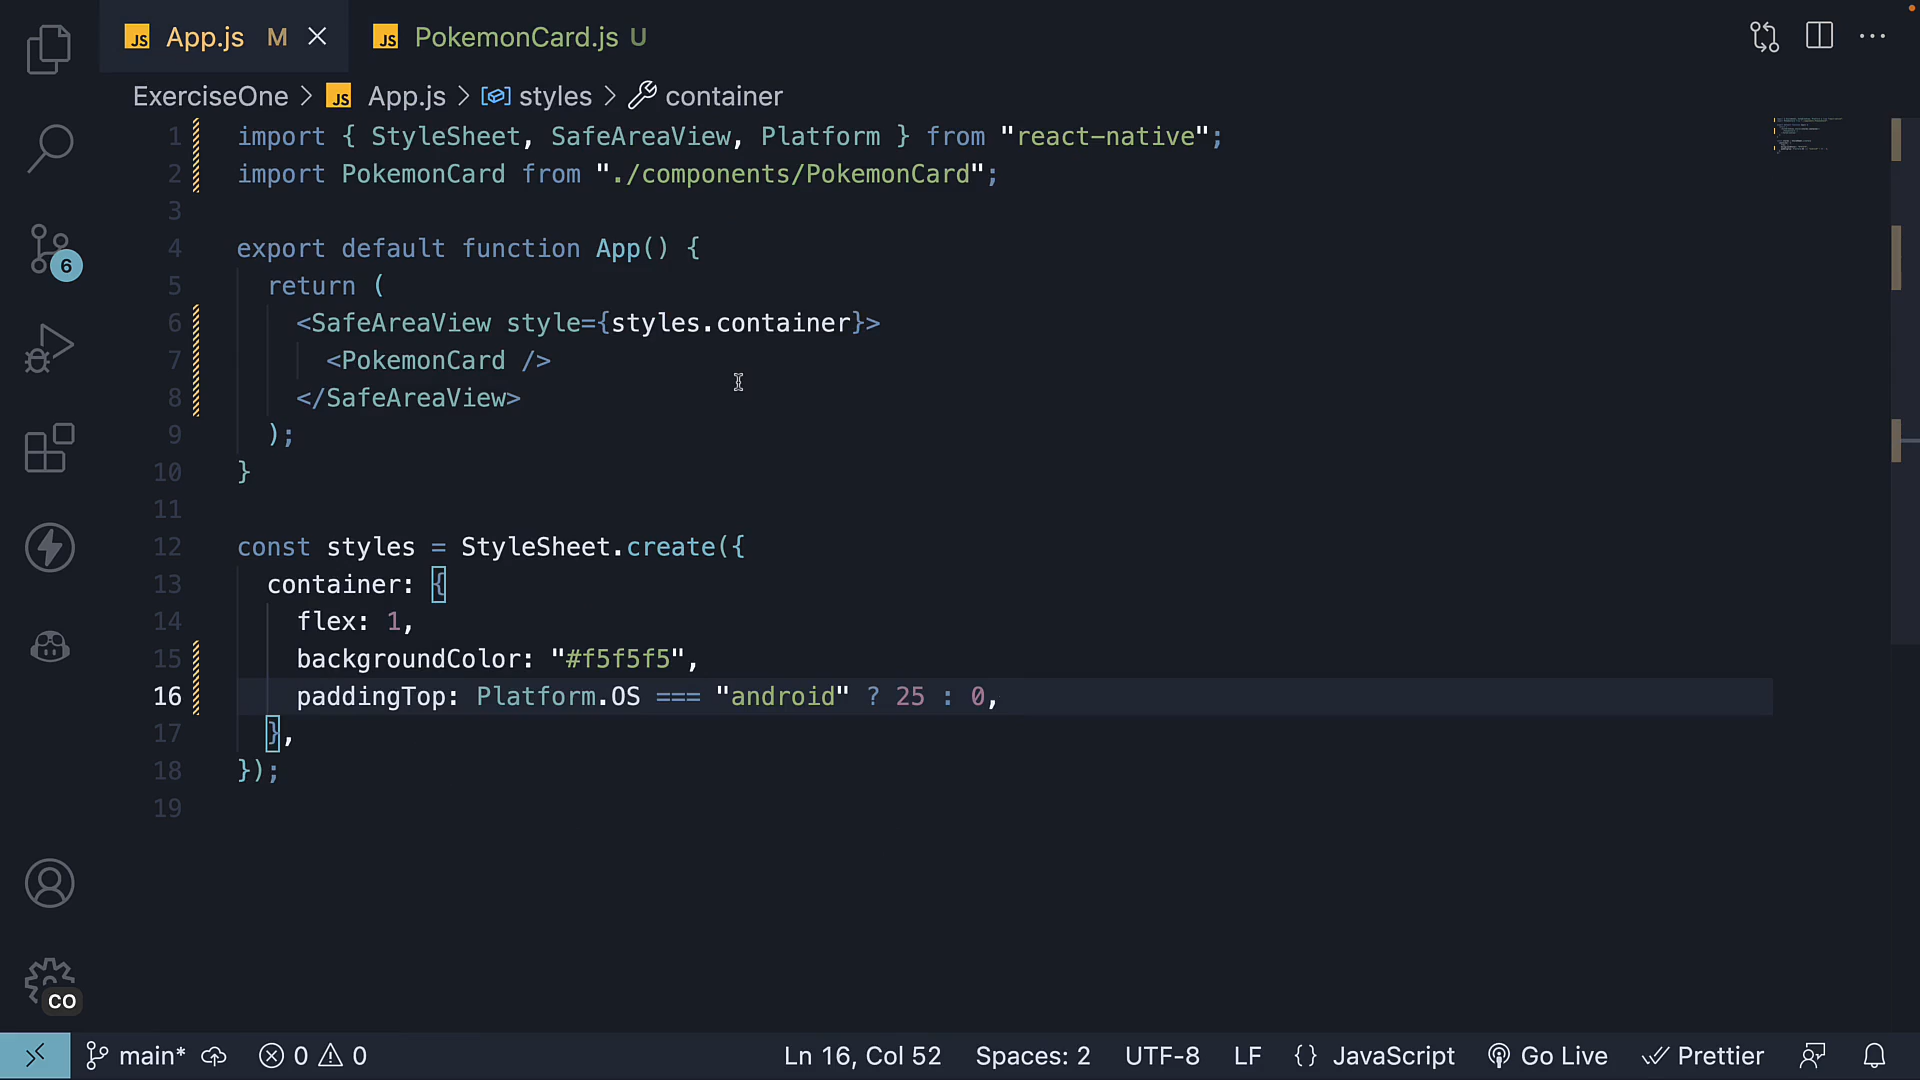 JS App.js M
JS PokemonCard.js U
ExerciseOne > JS App.js > styles > container
1 import { StyleSheet, SafeAreaView, Platform } from "react-native";
2 import PokemonCard from "./components/PokemonCard";
3
4 export default function App() {
5 return (
6 <SafeAreaView style={styles.container}>
7 <PokemonCard />
8 </SafeAreaView>
9 );
10 }
11
12 const styles = StyleSheet.create({
13 container: {
14 flex: 1,
15 backgroundColor: "#f5f5f5",
16 paddingTop: Platform.OS === "android" ? 25 : 0,
17 },
18 });
19
6
CO
main* 0 0 Ln 16, Col 52 Spaces: 2 UTF-8 LF {} JavaScript Go Live Prettier